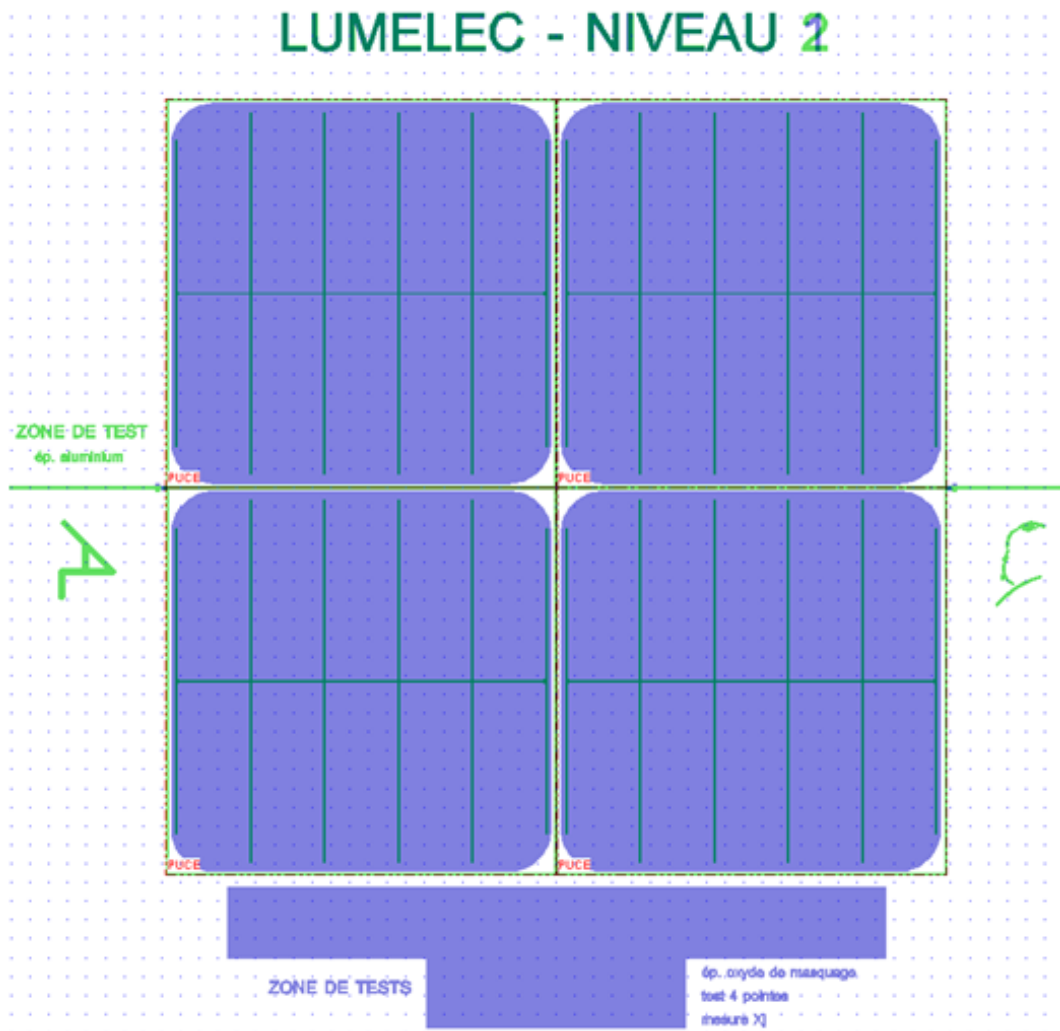 LUMELEC - NIVEAU
ZONE DE TEST
ép. aluminium
PUCE
PUCE
PUCE
PUCE
ZONE DE TESTS
ép. oxyde de masquage
test 4 pointes
mesure Xj